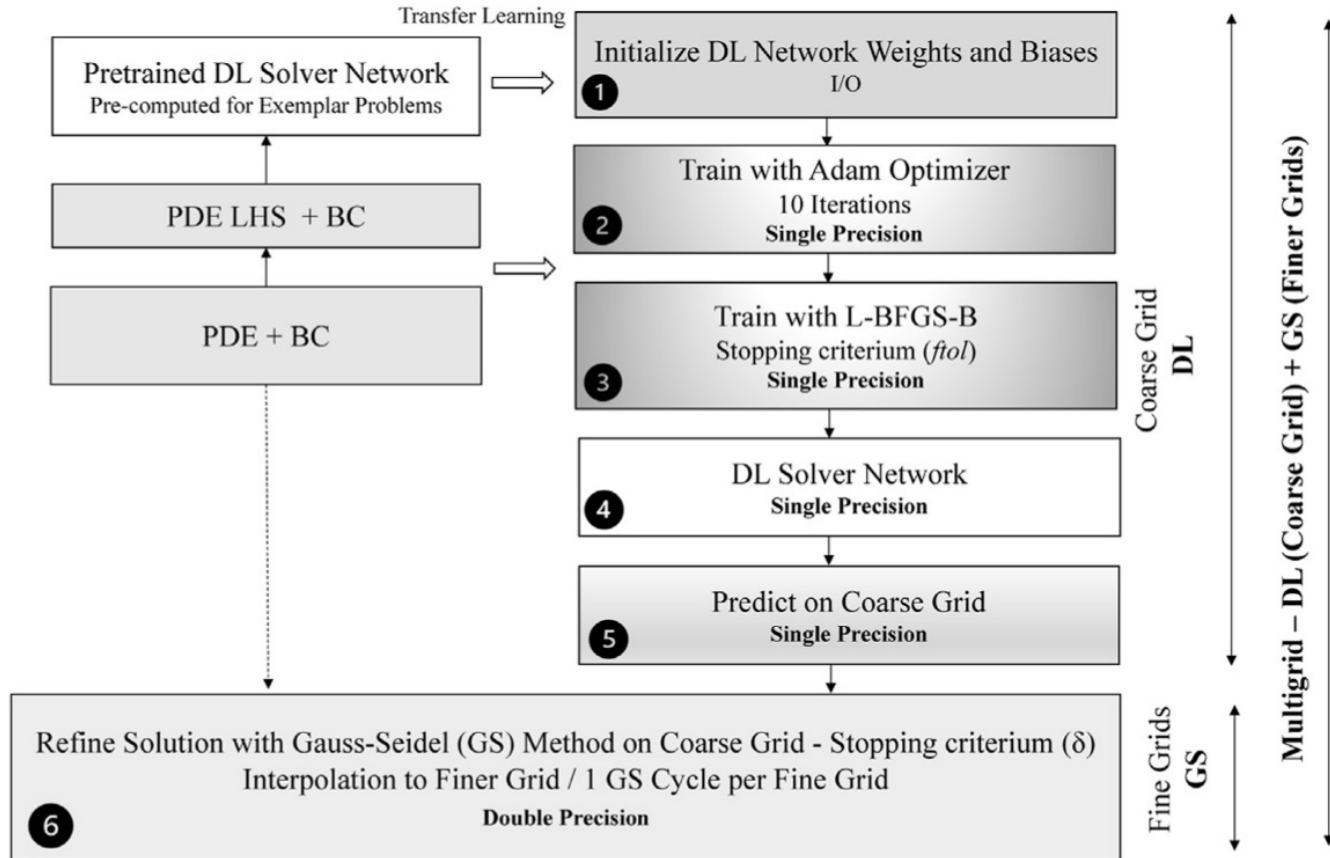 Transfer Learning
Pretrained DL Solver Network
Pre-computed for Exemplar Problems
PDE LHS + BC
PDE + BC
Initialize DL Network Weights and Biases
I/O
1
Train with Adam Optimizer
10 Iterations
Single Precision
2
Train with L-BFGS-B
Stopping criterium (ftol)
Single Precision
3
DL Solver Network
Single Precision
4
Predict on Coarse Grid
Single Precision
5
Refine Solution with Gauss-Seidel (GS) Method on Coarse Grid - Stopping criterium (δ)
Interpolation to Finer Grid / 1 GS Cycle per Fine Grid
Double Precision
6
Coarse Grid
DL
Fine Grids
GS
Multigrid – DL (Coarse Grid) + GS (Finer Grids)